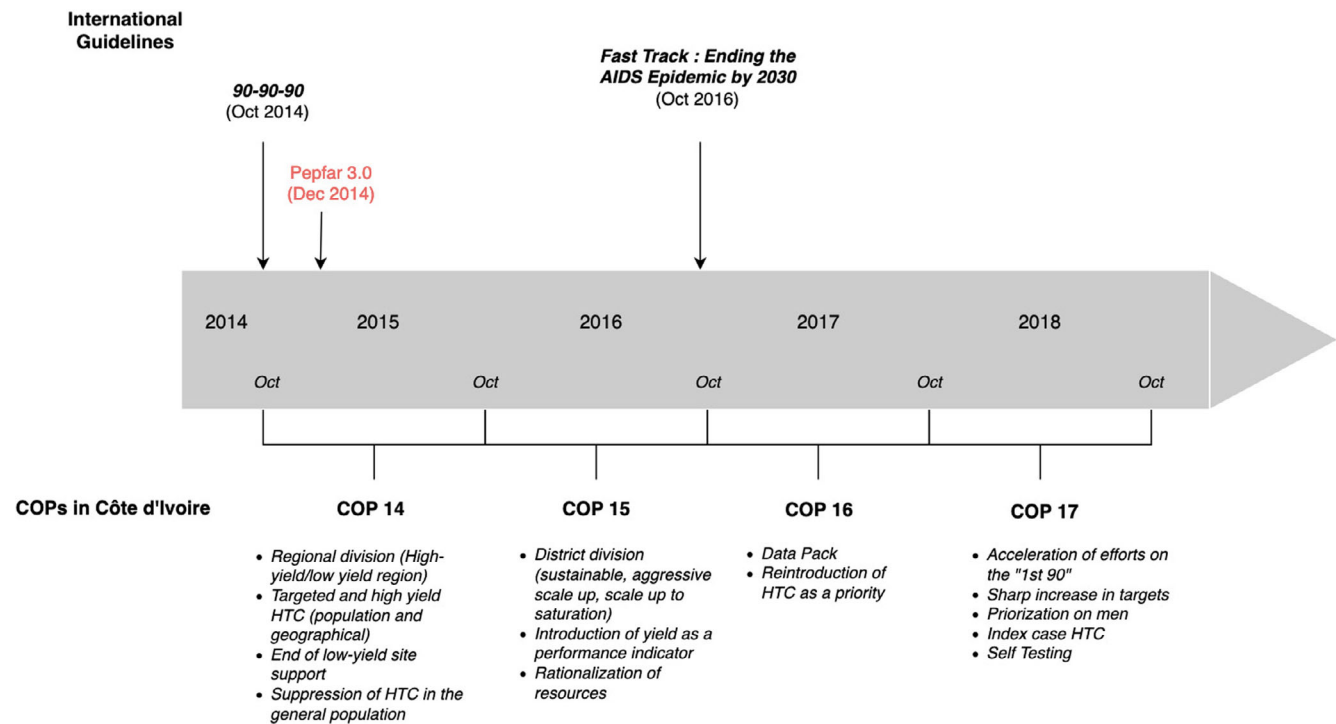 International
Guidelines
90-90-90
(Oct 2014)
Pepfar 3.0
(Dec 2014)
Fast Track : Ending the
AIDS Epidemic by 2030
(Oct 2016)
2014
2015
2016
2017
2018
Oct
Oct
Oct
Oct
Oct
COPs in Côte d'Ivoire
COP 14
• Regional division (High-
yield/low yield region)
• Targeted and high yield
HTC (population and
geographical)
• End of low-yield site
support
• Suppression of HTC in the
general population
COP 15
• District division
(sustainable, aggressive
scale up, scale up to
saturation)
• Introduction of yield as a
performance indicator
• Rationalization of
resources
COP 16
• Data Pack
• Reintroduction of
HTC as a priority
COP 17
• Acceleration of efforts on
the "1st 90"
• Sharp increase in targets
• Priorization on men
• Index case HTC
• Self Testing